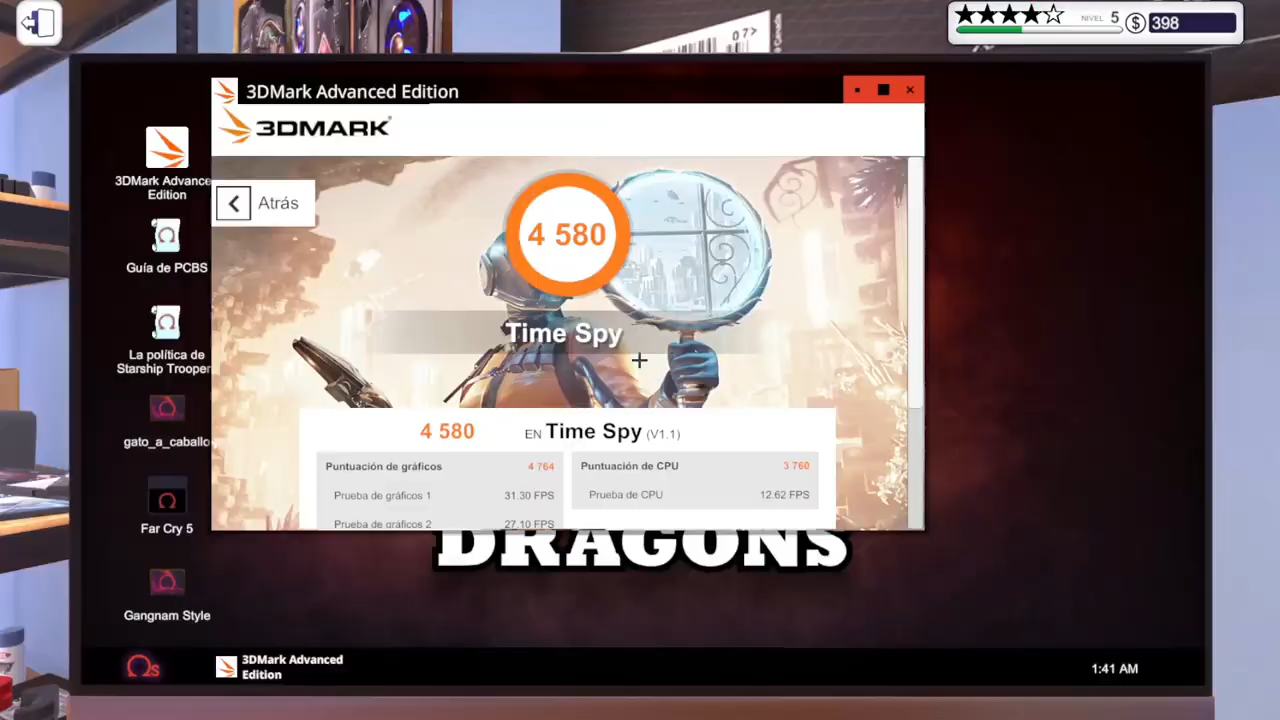 NIVEL 5 $ 398
07>
3DMark Advanced Edition
3DMARK
Atrás
4 580
Time Spy
4 580 EN Time Spy (V1.1)
Puntuación de gráficos 4 764
Prueba de gráficos 1 31.30 FPS
Prueba de gráficos 2 27.10 FPS
Puntuación de CPU 3 760
Prueba de CPU 12.62 FPS
3DMark Advance
Edition
Guía de PCBS
La política de
Starship Trooper
gato_a_caballo
Far Cry 5
Gangnam Style
DRAGONS
Ωs
3DMark Advanced
Edition
1:41 AM